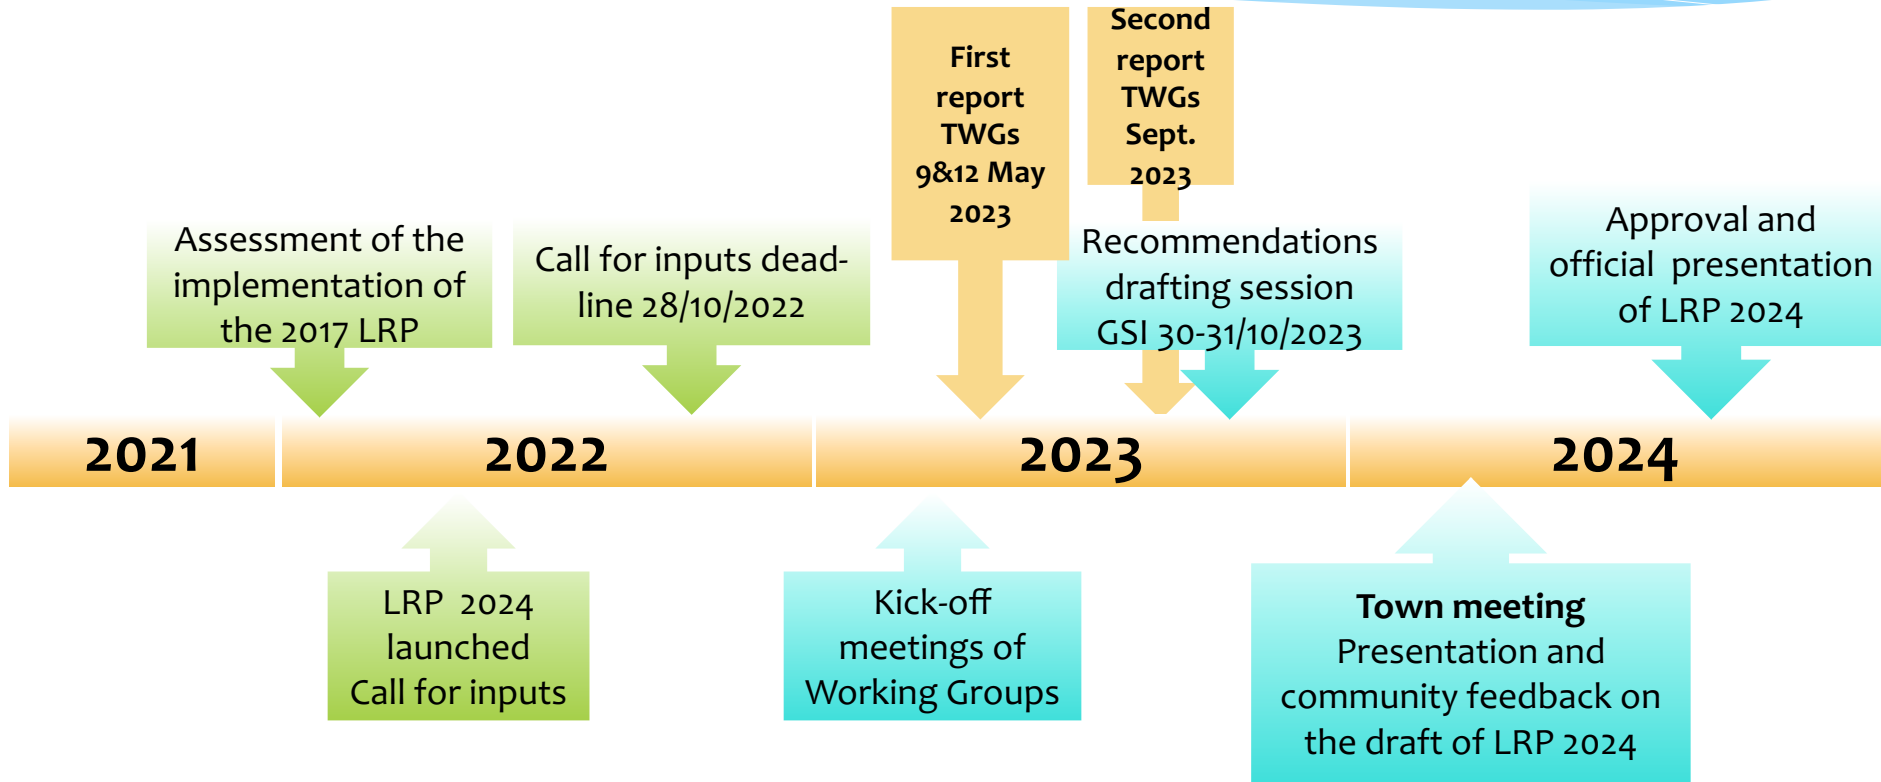 First
report
TWGs
9&12 May
2023
Second
report
TWGs
Sept.
2023
Assessment of the
implementation of
the 2017 LRP
Call for inputs dead-
line 28/10/2022
Recommendations
drafting session
GSI 30-31/10/2023
Approval and
official presentation
of LRP 2024
2021
2022
2023
2024
LRP 2024
launched
Call for inputs
Kick-off
meetings of
Working Groups
Town meeting
Presentation and
community feedback on
the draft of LRP 2024